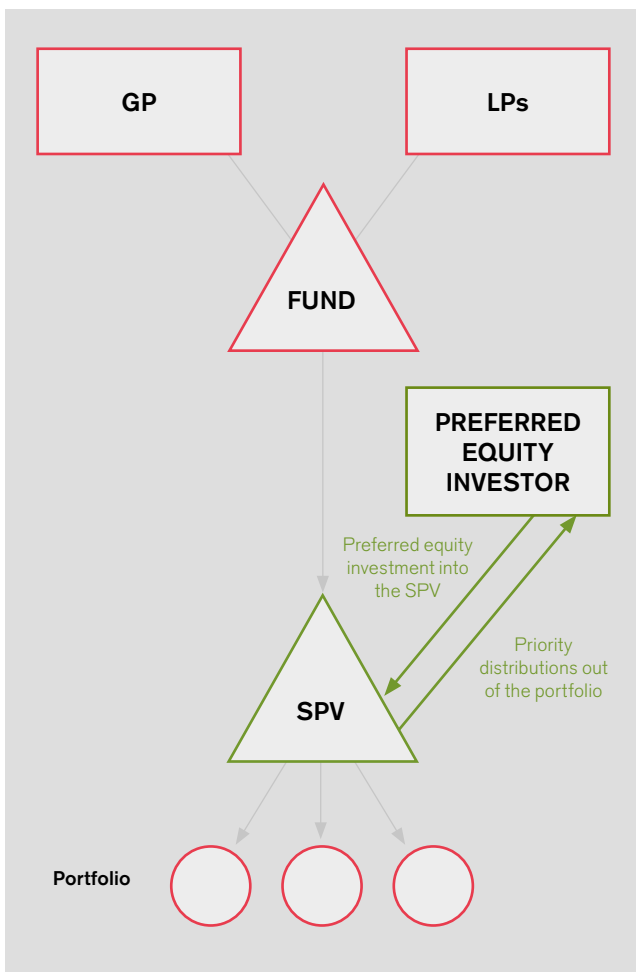 GP
LPs
FUND
PREFERRED
EQUITY
INVESTOR
Preferred equity
investment into
the SPV
Priority
distributions out
of the portfolio
SPV
Portfolio